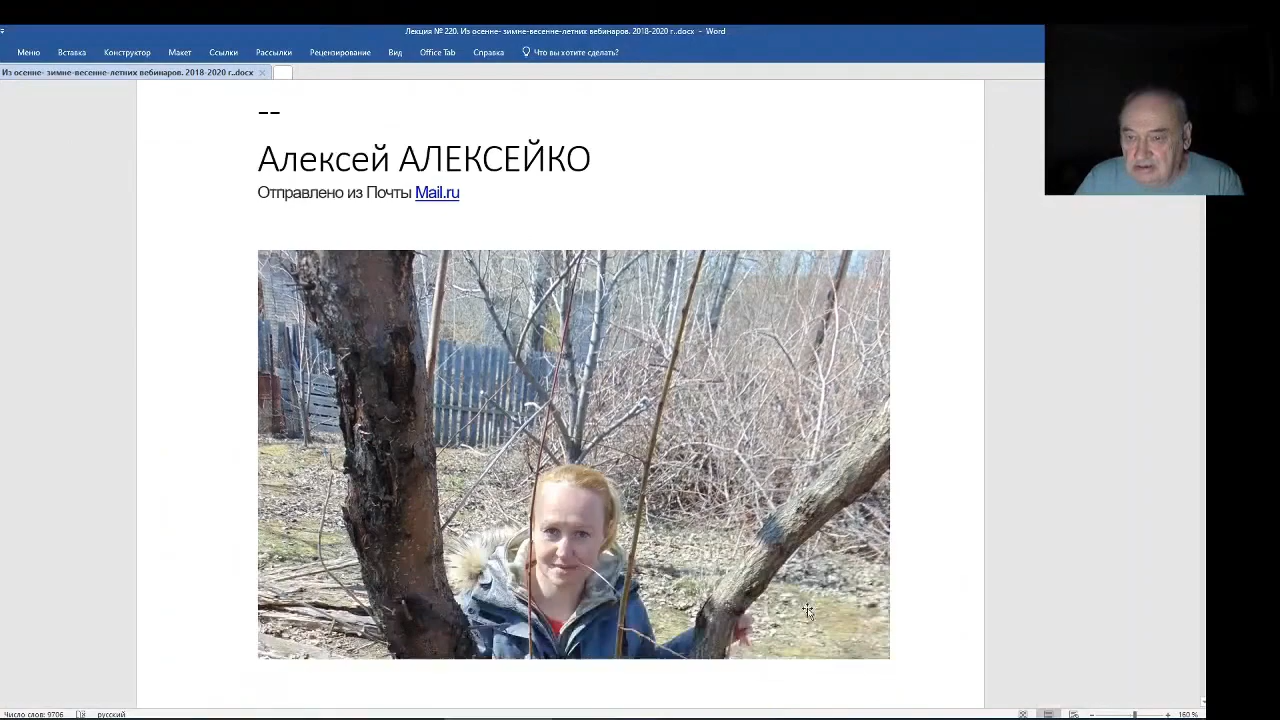 Лекция № 220. Из осенне- зимне-весенне-летних вебинаров. 2018-2020 г..docx - Word
Меню Вставка Конструктор Макет Ссылки Рассылки Рецензирование Вид Office Tab Справка Что вы хотите сделать?
Из осенне- зимне-весенне-летних вебинаров. 2018-2020 г..docx
--
Алексей АЛЕКСЕЙКО
Отправлено из Почты Mail.ru
Число слов: 9706 русский 160 %